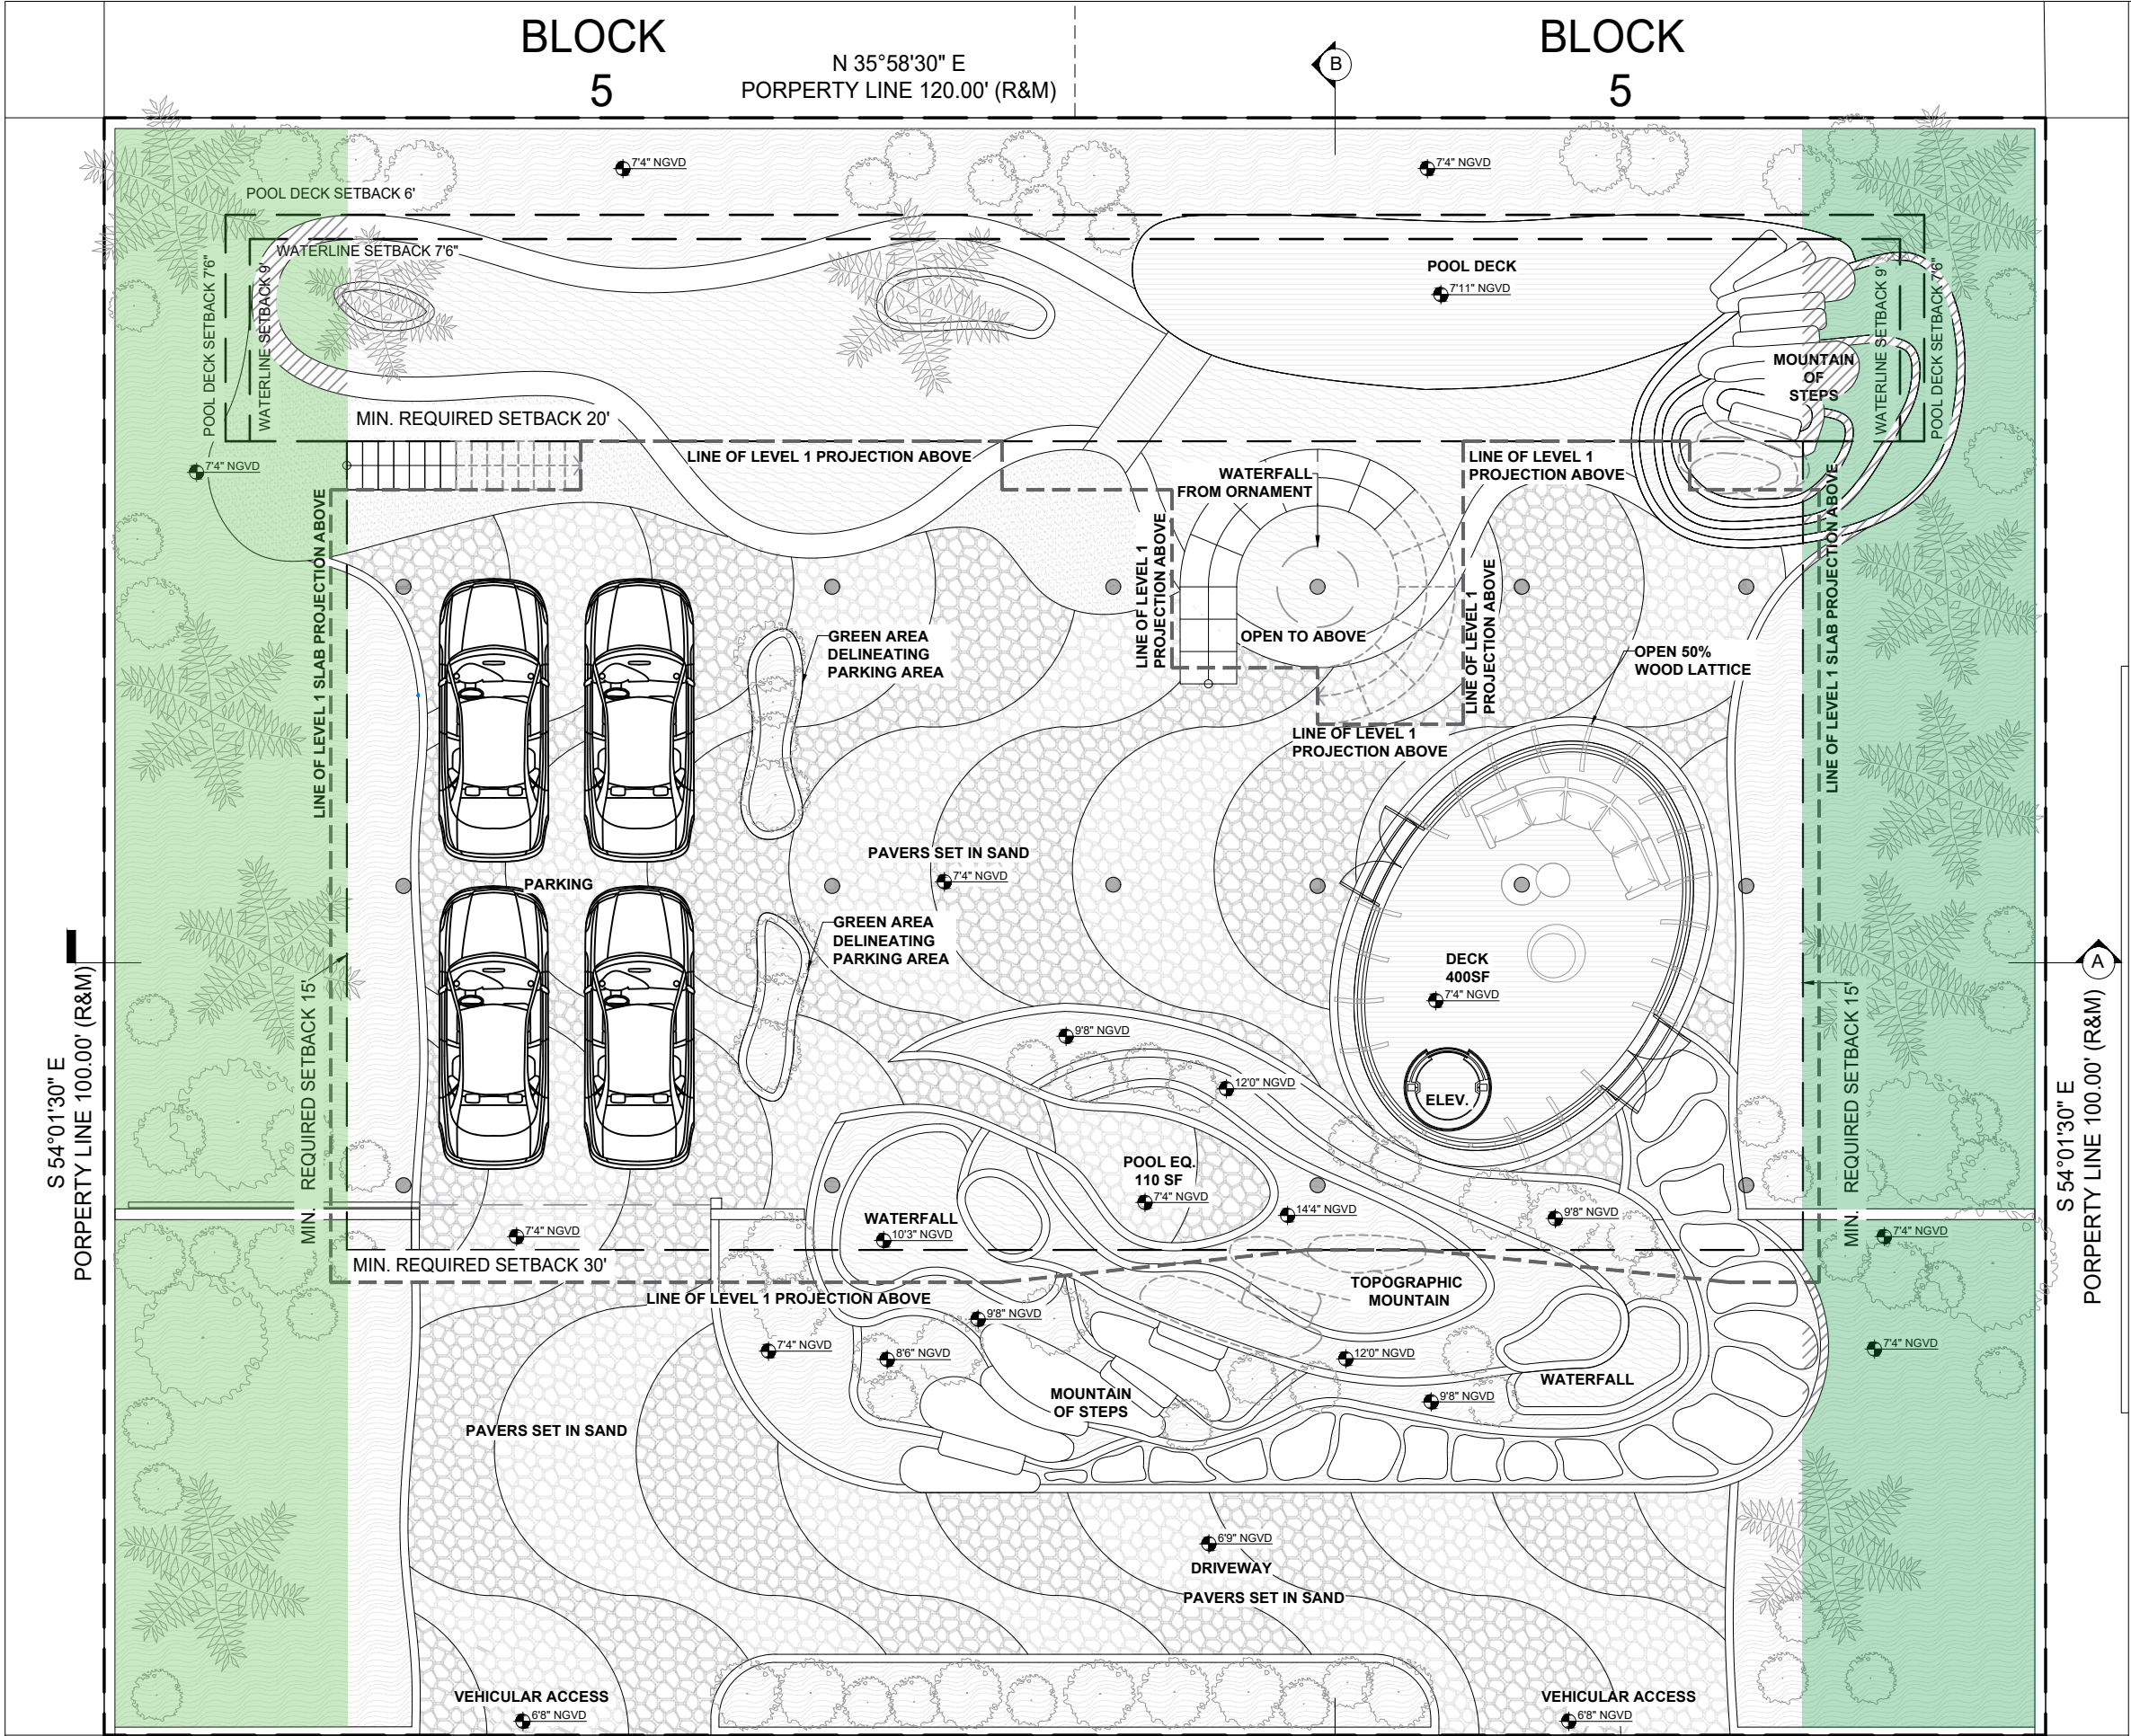 BLOCK
5
N 35°58'30" E
PORPERTY LINE 120.00' (R&M)
B
BLOCK
5
7'4" NGVD
7'4" NGVD
POOL DECK SETBACK 6'
WATERLINE SETBACK 7'6"
POOL DECK SETBACK 7'6"
WATERLINE SETBACK 9'
POOL DECK
7'11" NGVD
WATERLINE SETBACK 9'
POOL DECK SETBACK 7'6"
MOUNTAIN
OF
STEPS
MIN. REQUIRED SETBACK 20'
7'4" NGVD
LINE OF LEVEL 1 PROJECTION ABOVE
WATERFALL
FROM ORNAMENT
LINE OF LEVEL 1
PROJECTION ABOVE
LINE OF LEVEL 1 SLAB PROJECTION ABOVE
LINE OF LEVEL 1
PROJECTION ABOVE
LINE OF LEVEL 1
PROJECTION ABOVE
LINE OF LEVEL 1 SLAB PROJECTION ABOVE
GREEN AREA
DELINEATING
PARKING AREA
OPEN TO ABOVE
OPEN 50%
WOOD LATTICE
LINE OF LEVEL 1
PROJECTION ABOVE
PAVERS SET IN SAND
7'4" NGVD
PARKING
GREEN AREA
DELINEATING
PARKING AREA
DECK
400SF
7'4" NGVD
A
S 54°01'30" E
PORPERTY LINE 100.00' (R&M)
MIN. REQUIRED SETBACK 15'
MIN. REQUIRED SETBACK 15'
S 54°01'30" E
PORPERTY LINE 100.00' (R&M)
9'8" NGVD
12'0" NGVD
ELEV.
POOL EQ.
110 SF
7'4" NGVD
WATERFALL
10'3" NGVD
14'4" NGVD
9'8" NGVD
7'4" NGVD
7'4" NGVD
MIN. REQUIRED SETBACK 30'
LINE OF LEVEL 1 PROJECTION ABOVE
TOPOGRAPHIC
MOUNTAIN
9'8" NGVD
7'4" NGVD
8'6" NGVD
12'0" NGVD
7'4" NGVD
WATERFALL
MOUNTAIN
OF STEPS
9'8" NGVD
PAVERS SET IN SAND
6'9" NGVD
DRIVEWAY
PAVERS SET IN SAND
VEHICULAR ACCESS
6'8" NGVD
VEHICULAR ACCESS
6'8" NGVD